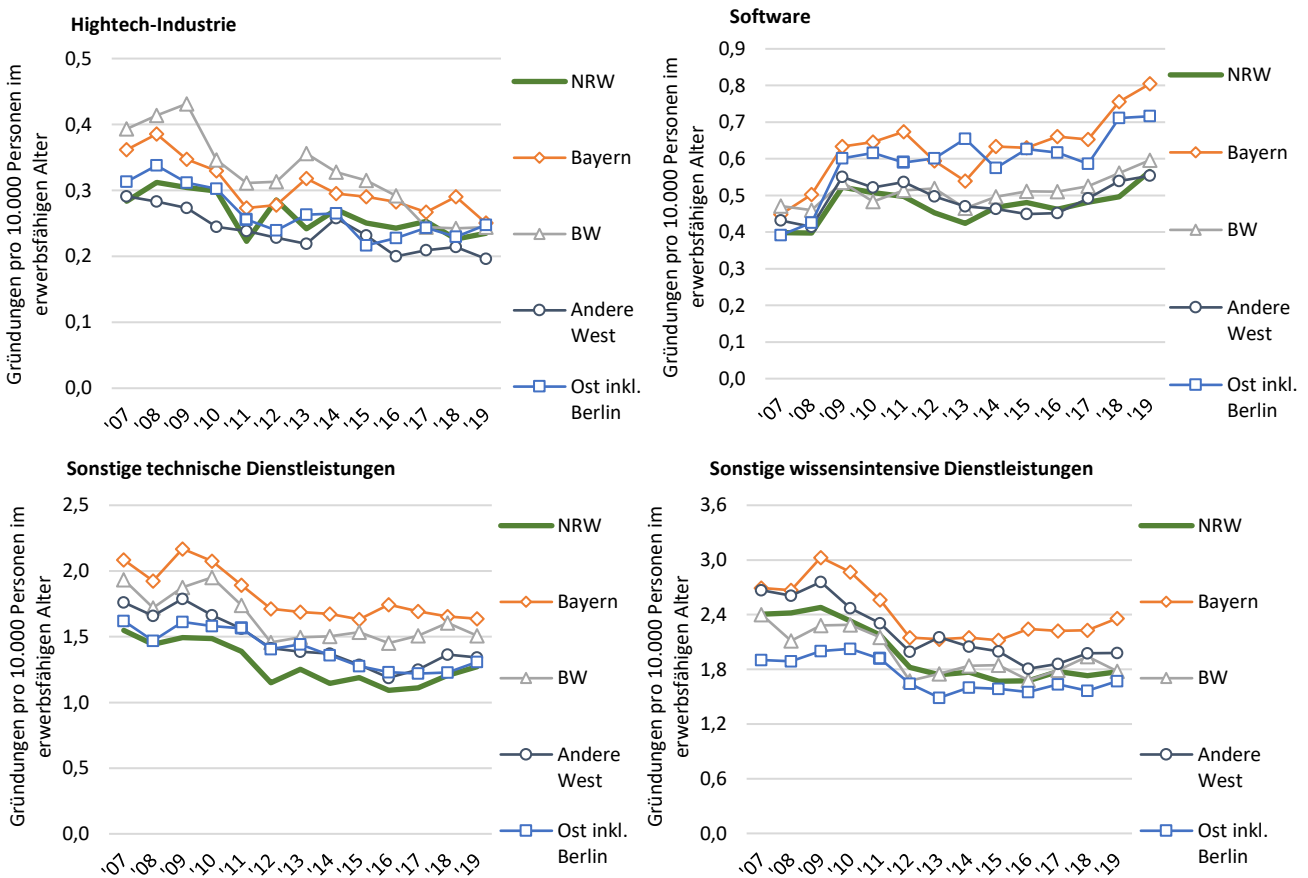 Hightech-Industrie
Gründungen pro 10.000 Personen im
erwerbsfähigen Alter
0,5
0,4
0,3
0,2
0,1
0,0
'07
'08
'09
'10
'11
'12
'13
'14
'15
'16
'17
'18
'19
NRW
Bayern
BW
Andere
West
Ost inkl.
Berlin
Software
Gründungen pro 10.000 Personen im
erwerbsfähigen Alter
0,9
0,8
0,7
0,6
0,5
0,4
0,3
0,2
0,1
0,0
'07
'08
'09
'10
'11
'12
'13
'14
'15
'16
'17
'18
'19
NRW
Bayern
BW
Andere
West
Ost inkl.
Berlin
Sonstige technische Dienstleistungen
Gründungen pro 10.000 Personen im
erwerbsfähigen Alter
2,5
2,0
1,5
1,0
0,5
0,0
'07
'08
'09
'10
'11
'12
'13
'14
'15
'16
'17
'18
'19
NRW
Bayern
BW
Andere
West
Ost inkl.
Berlin
Sonstige wissensintensive Dienstleistungen
Gründungen pro 10.000 Personen im
erwerbsfähigen Alter
3,6
3,0
2,4
1,8
1,2
0,6
0,0
'07
'08
'09
'10
'11
'12
'13
'14
'15
'16
'17
'18
'19
NRW
Bayern
BW
Andere
West
Ost inkl.
Berlin